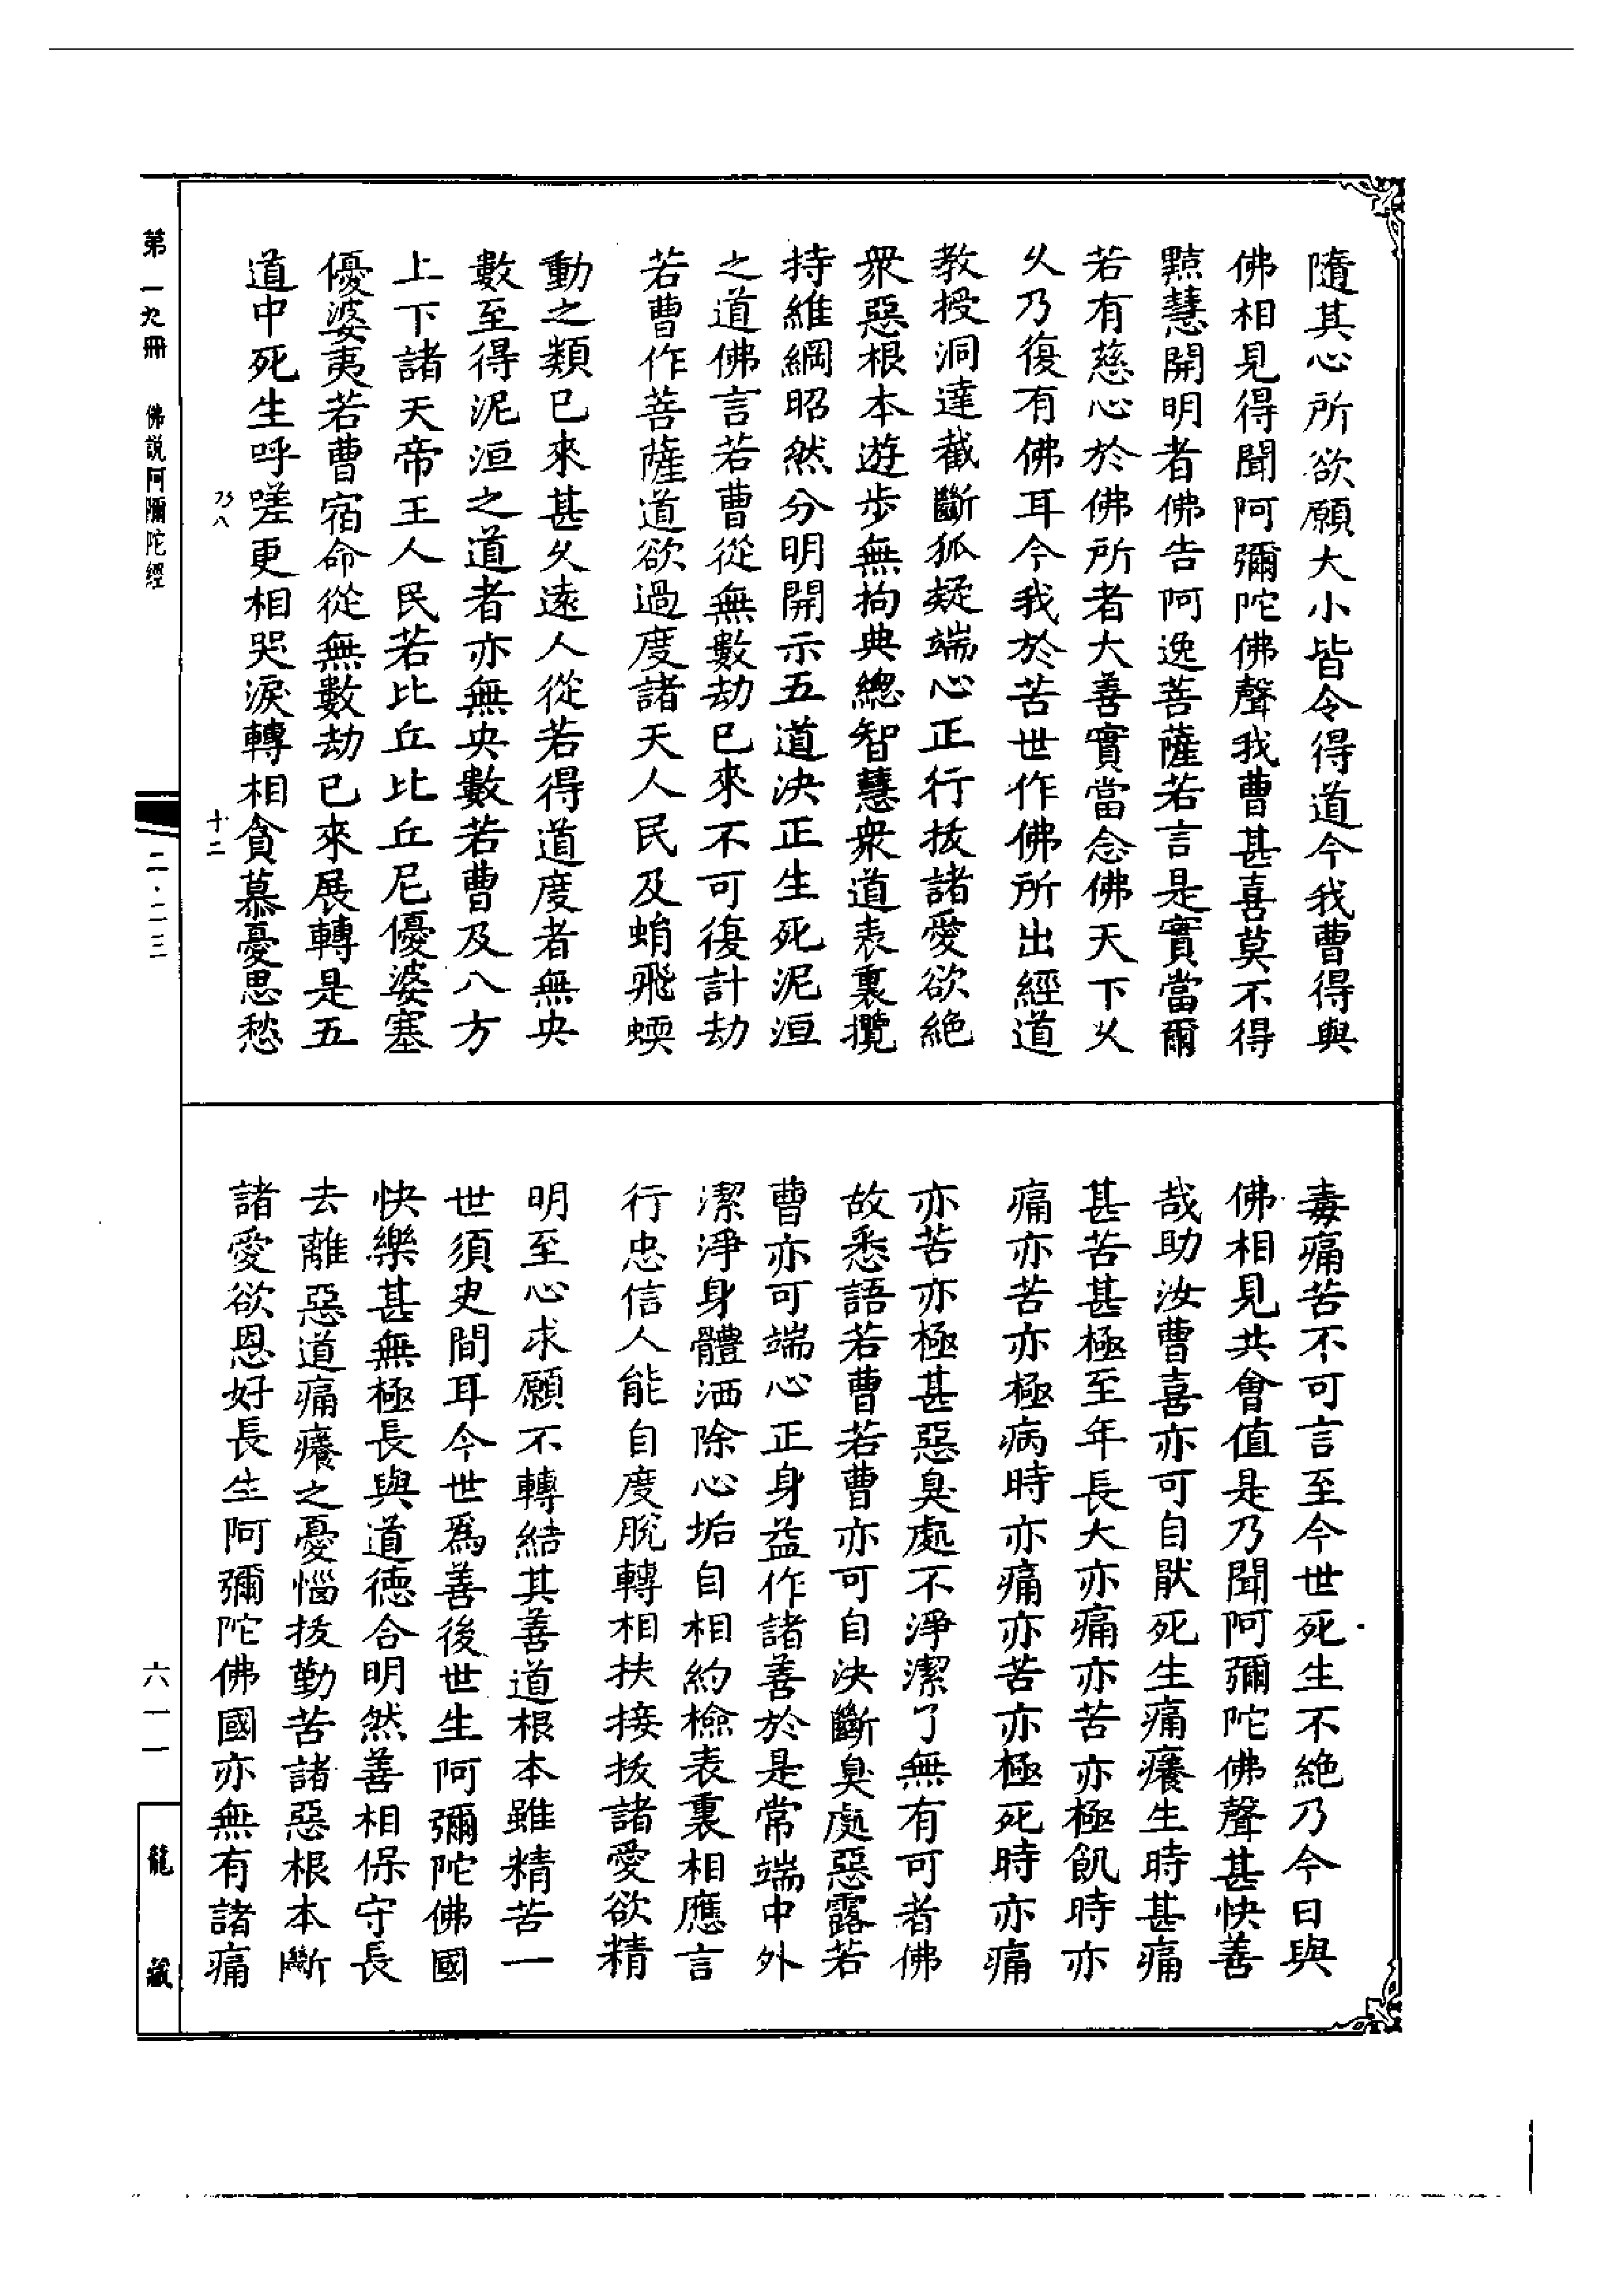 隨其心所欲願大小皆令得道今我曹得與
佛相見得聞阿彌陀佛聲我曹甚喜莫不得
黠慧開明者佛告阿逸菩薩若言是實當爾
若有慈心於佛所者大善實當念佛天下乆
乆乃復有佛耳今我於苦世作佛所出經道
教授洞達截斷狐疑端心正行拔諸愛欲絶
衆惡根本遊步無拘典總智慧衆道表裏攬
持維綱昭然分明開示五道決正生死泥洹
之道佛言若曹從無數劫已來不可復計劫
若曹作菩薩道欲過度諸天人民及蜎飛蝡
動之類已來甚乆遠人從若得道度者無央
數至得泥洹之道者亦無央數若曹及八方
上下諸天帝王人民若比丘比丘尼優婆塞
優婆夷若曹宿命從無數劫已來展轉是五
道中死生呼嗟更相哭淚轉相貪慕憂思愁
毒痛苦不可言至今世死生不絶乃今日與
佛相見共會值是乃聞阿彌陀佛聲甚快善
哉助汝曹喜亦可自猒死生痛癢生時甚痛
甚苦甚極至年長大亦痛亦苦亦極飢時亦
痛亦苦亦極病時亦痛亦苦亦極死時亦痛
亦苦亦極甚惡臭處不淨潔了無有可者佛
故悉語若曹若曹亦可自決斷臭處惡露若
曹亦可端心正身益作諸善於是常端中外
潔淨身體洒除心垢自相約檢表裏相應言
行忠信人能自度脫轉相扶接拔諸愛欲精
明至心求願不轉結其善道根本雖精苦一
世須臾間耳今世爲善後世生阿彌陀佛國
快樂甚無極長與道德合明然善相保守長
去離惡道痛癢之憂惱拔勤苦諸惡根本斷
諸愛欲恩好長生阿彌陀佛國亦無有諸痛
乃八
十二
第一九冊 佛說阿彌陀經
二·二三
六一一
龍藏